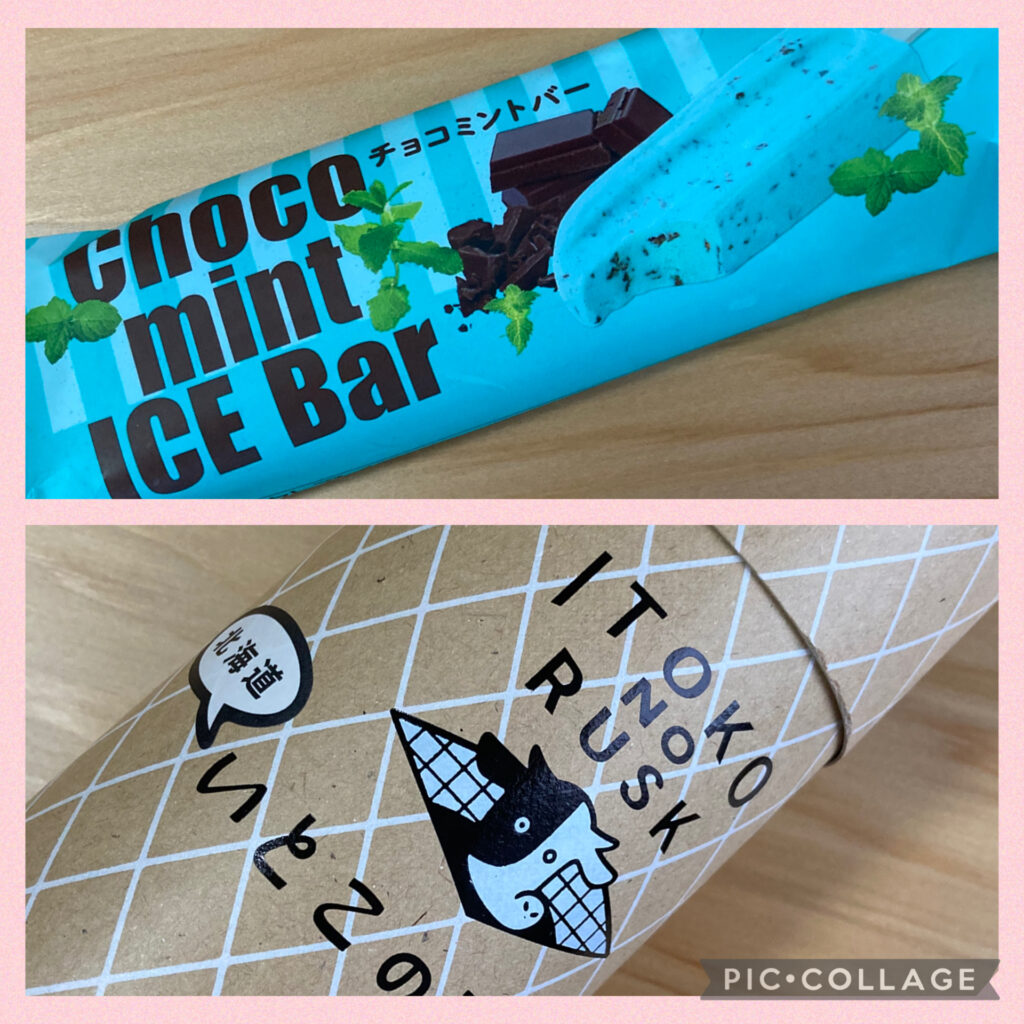 チョコミントバー
Choco
mint
ICE Bar
北海道
いとこの
ITOKO
NO
RUSK
PIC•COLLAGE